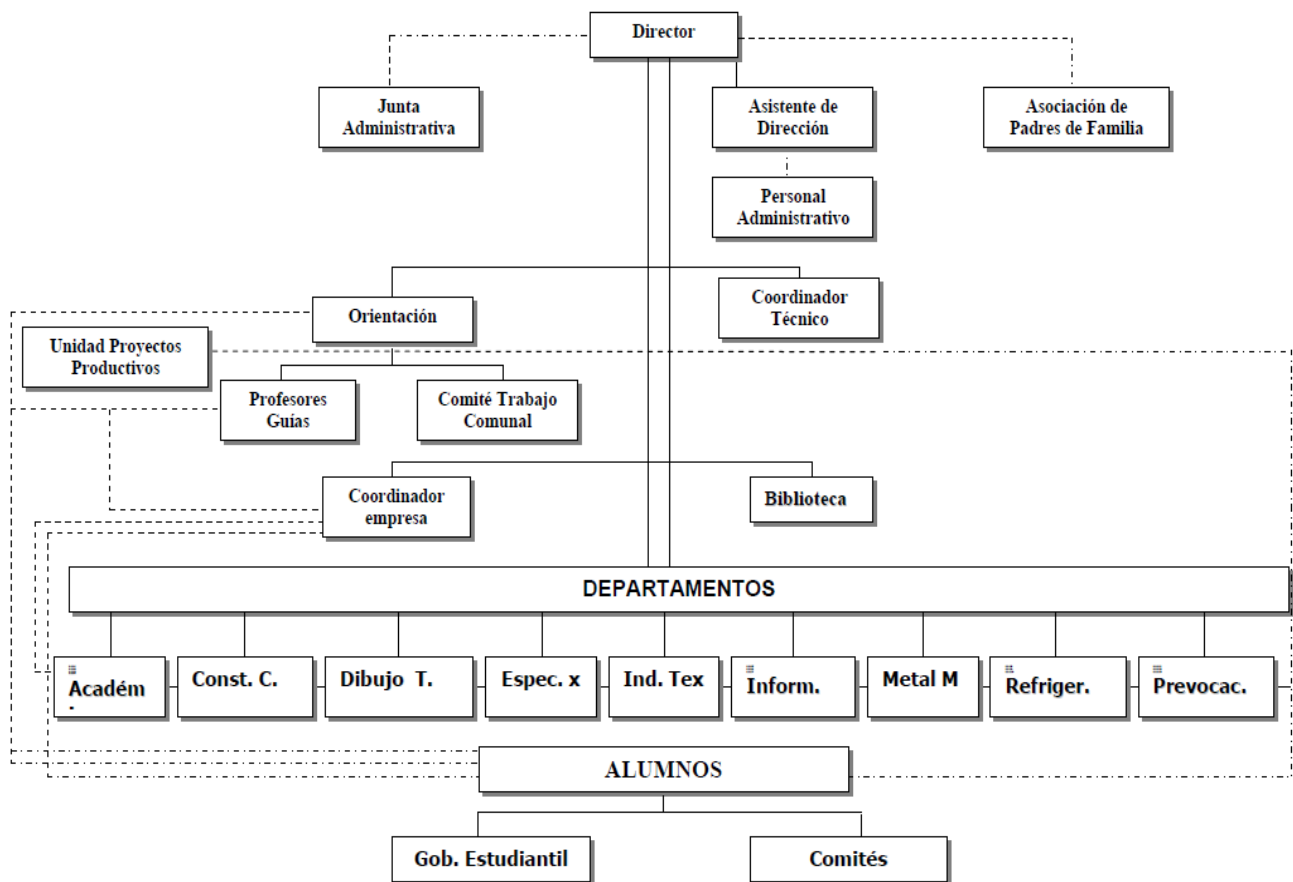 Director
Junta
Administrativa
Asistente de
Dirección
Asociación de
Padres de Familia
Personal
Administrativo
Orientación
Coordinador
Técnico
Unidad Proyectos
Productivos
Profesores
Guías
Comité Trabajo
Comunal
Coordinador
empresa
Biblioteca
DEPARTAMENTOS
Académ
.
Const. C.
Dibujo T.
Espec. x
Ind. Tex
Inform.
Metal M
Refriger.
Prevocac.
ALUMNOS
Gob. Estudiantil
Comités